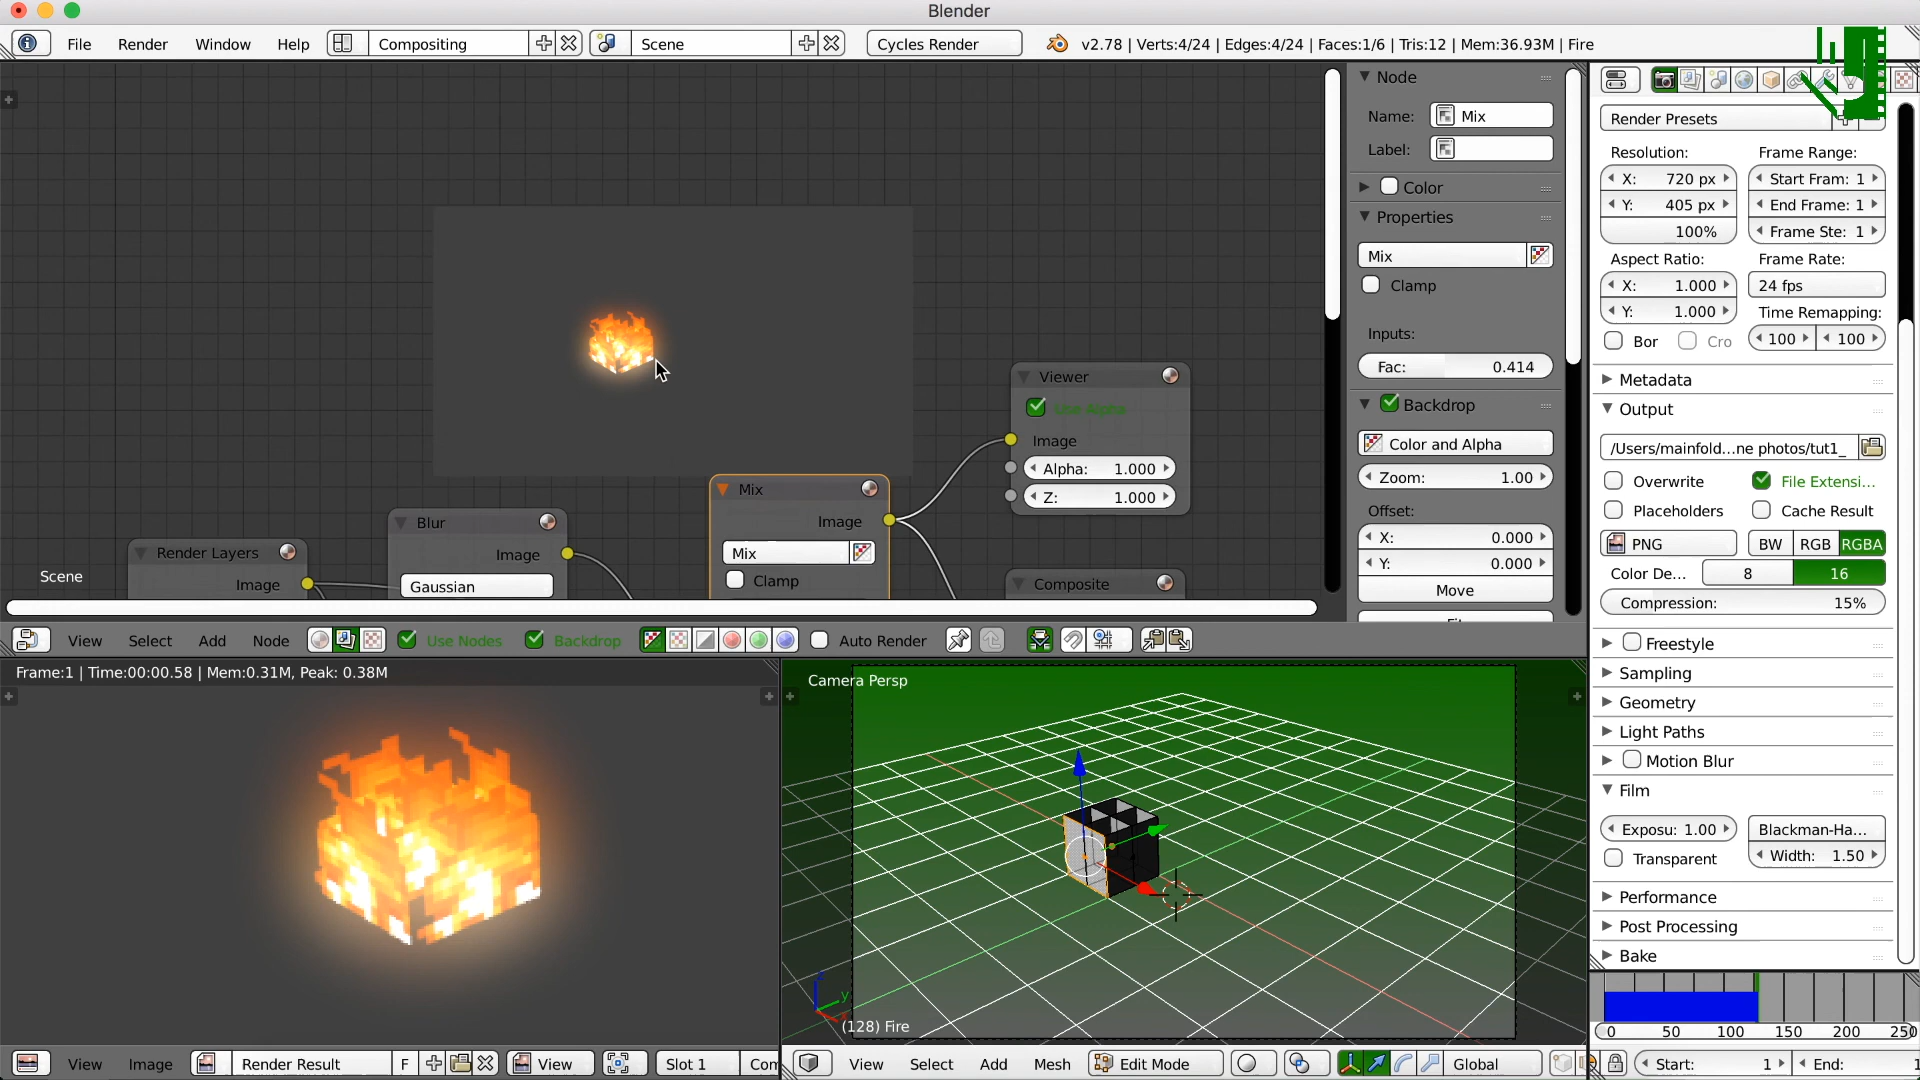 Blender
File Render Window Help Compositing Scene Cycles Render v2.78 | Verts:4/24 | Edges:4/24 | Faces:1/6 | Tris:12 | Mem:36.93M | Fire
Node
Name: Mix
Label:
Color
Properties
Mix
Clamp
Inputs:
Fac: 0.414
Backdrop
Color and Alpha
Zoom: 1.00
Offset:
X: 0.000
Y: 0.000
Move
Viewer
Use Alpha
Image
Alpha: 1.000
Z: 1.000
Mix
Image
Mix
Clamp
Blur
Image
Gaussian
Render Layers
Image
Composite
Scene
View Select Add Node Use Nodes Backdrop Auto Render
Frame:1 | Time:00:00.58 | Mem:0.31M, Peak: 0.38M
Camera Persp
y
(128) Fire
View Image Render Result F View Slot 1 Com
View Select Add Mesh Edit Mode Global
Render Presets
Resolution: Frame Range:
X: 720 px Start Fram: 1
Y: 405 px End Frame: 1
100% Frame Ste: 1
Aspect Ratio: Frame Rate:
X: 1.000 24 fps
Y: 1.000 Time Remapping:
Bor Cro 100 100
Metadata
Output
/Users/mainfold...ne photos/tut1_
Overwrite File Extensi...
Placeholders Cache Result
PNG BW RGB RGBA
Color De... 8 16
Compression: 15%
Freestyle
Sampling
Geometry
Light Paths
Motion Blur
Film
Exposu: 1.00 Blackman-Ha...
Transparent Width: 1.50
Performance
Post Processing
Bake
0 50 100 150 200 250
Start: 1 End: 1